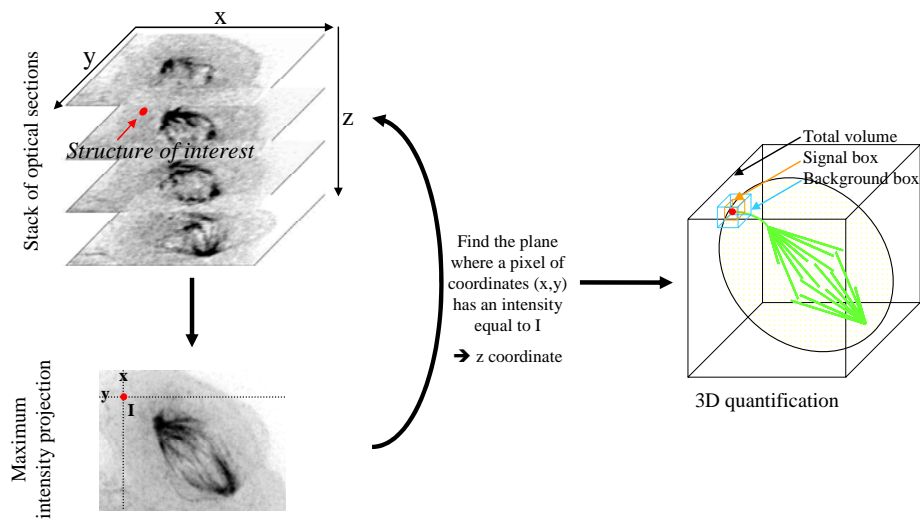 x
y
z
Stack of optical sections
Structure of interest
Maximum
intensity projection
x
y
I
Find the plane
where a pixel of
coordinates (x,y)
has an intensity
equal to I
➔ z coordinate
Total volume
Signal box
Background box
3D quantification